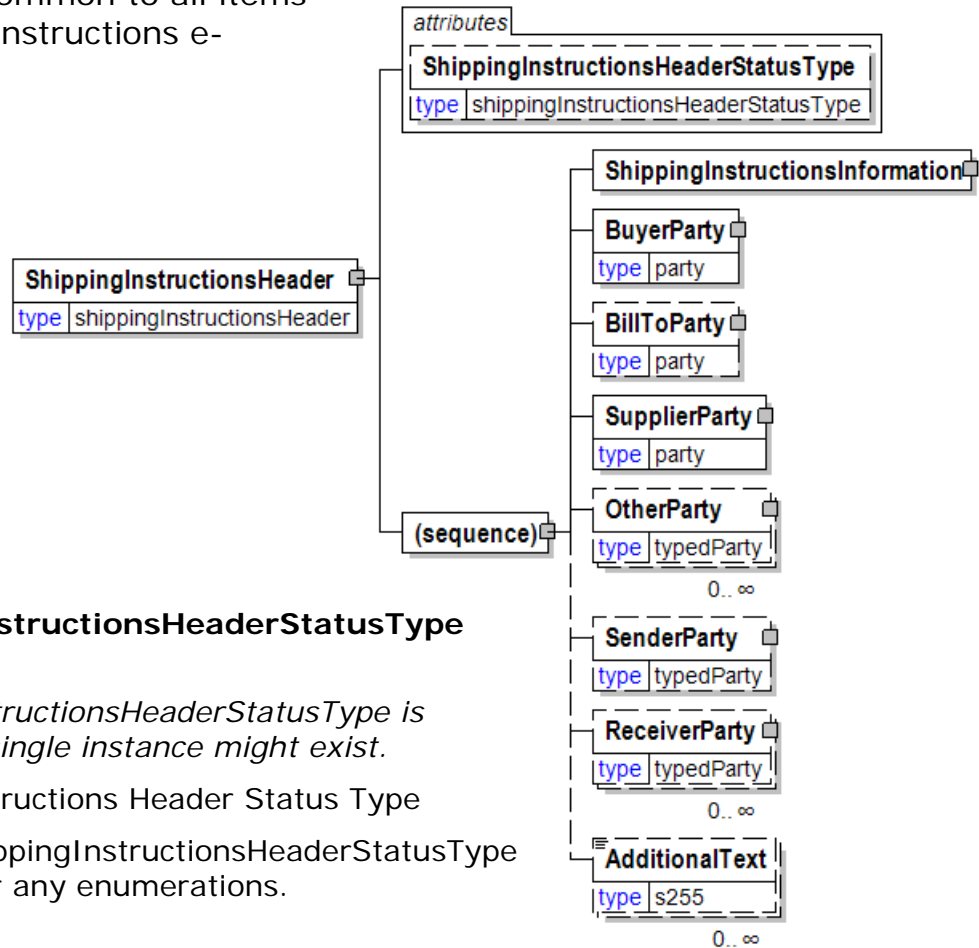 ommon to all items
nstructions e-
attributes
ShippingInstructionsHeaderStatusType
type shippingInstructionsHeaderStatusType
ShippingInstructionsInformation
BuyerParty
type party
ShippingInstructionsHeader
type shippingInstructionsHeader
BillToParty
type party
SupplierParty
type party
(sequence)
OtherParty
type typedParty
0.. ∞
structionsHeaderStatusType
SenderParty
type typedParty
tructionsHeaderStatusType is
single instance might exist.
ReceiverParty
type typedParty
0.. ∞
ructions Header Status Type
ppingInstructionsHeaderStatusType
r any enumerations.
AdditionalText
type s255
0.. ∞